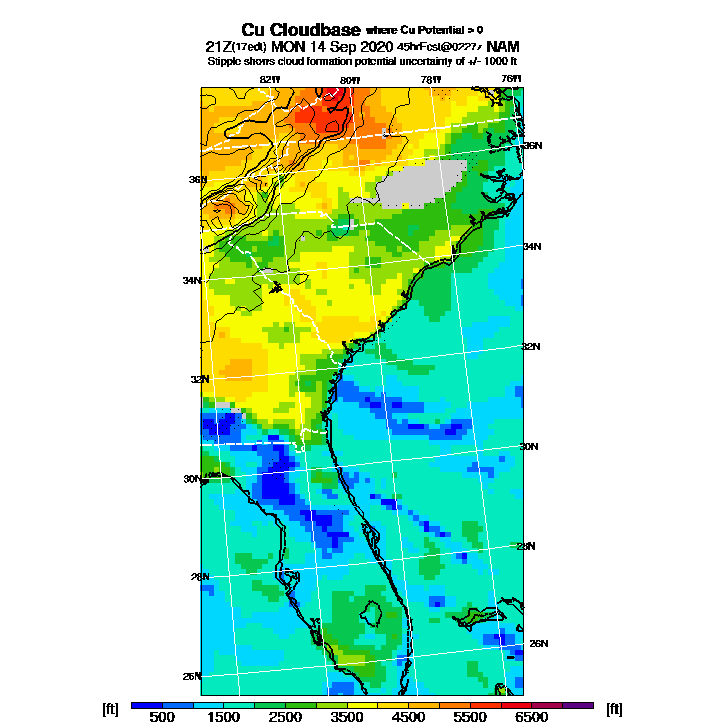 Cu Cloudbase where Cu Potential > 0
21Z(17edt) MON 14 Sep 2020 NAM
Stipple shows cloud formation potential uncertainty of +/- 1000 ft
82W 80W 78W 76W
36N
36N
34N
34N
32N
32N
30N
30N
28N
28N
26N
26N
[ft] [ft]
500 1500 2500 3500 4500 5500 6500